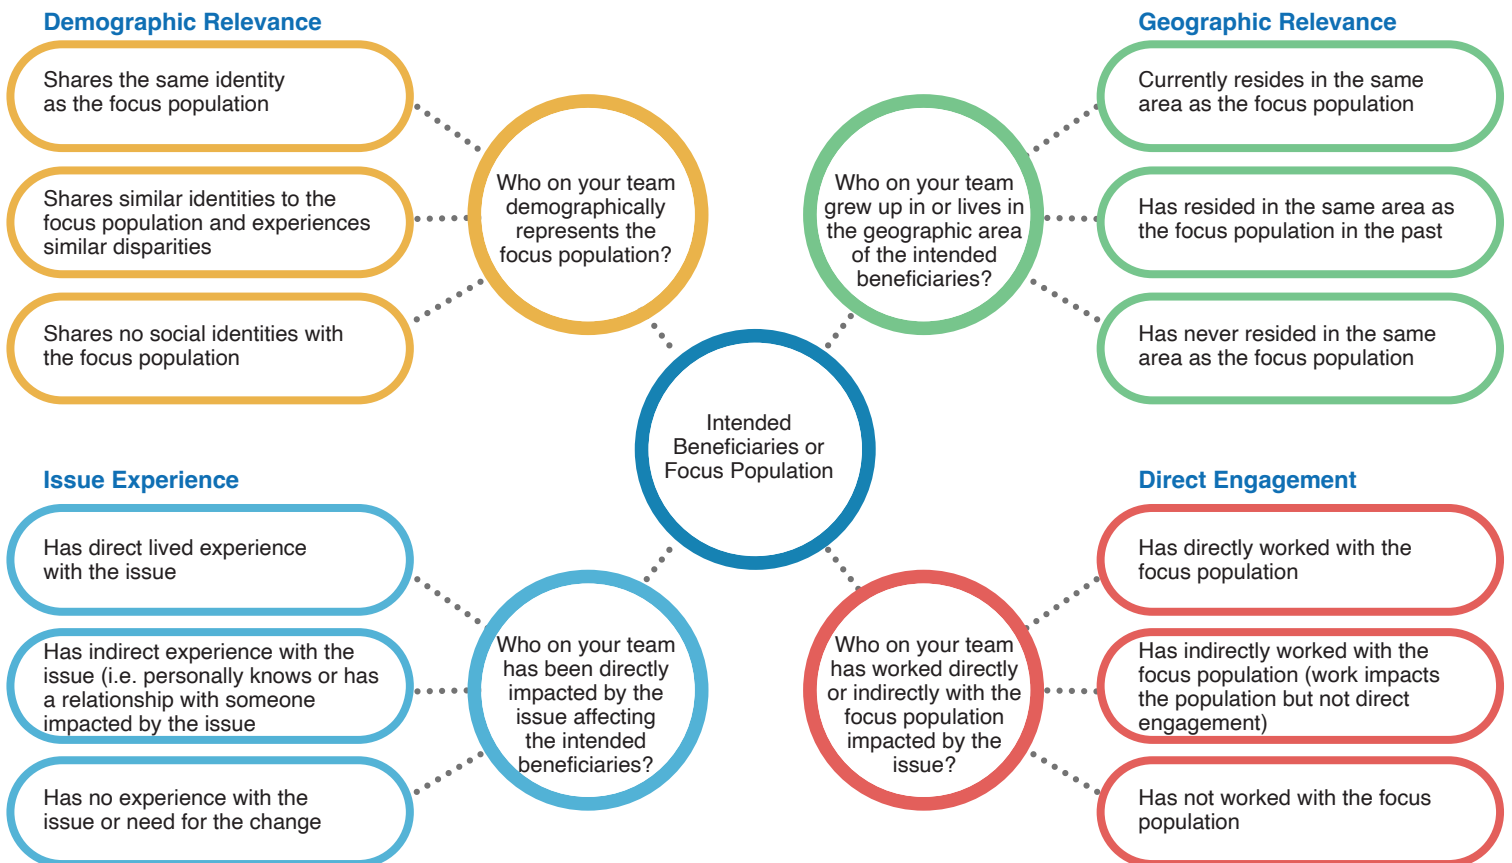 Demographic Relevance
Shares the same identity
as the focus population
Shares similar identities to the
focus population and experiences
similar disparities
Shares no social identities with
the focus population
Who on your team
demographically
represents the
focus population?
Geographic Relevance
Currently resides in the same
area as the focus population
Has resided in the same area as
the focus population in the past
Has never resided in the same
area as the focus population
Who on your team
grew up in or lives in
the geographic area
of the intended
beneficiaries?
Intended
Beneficiaries or
Focus Population
Issue Experience
Has direct lived experience
with the issue
Has indirect experience with the
issue (i.e. personally knows or has
a relationship with someone
impacted by the issue
Has no experience with the
issue or need for the change
Who on your team
has been directly
impacted by the
issue affecting
the intended
beneficiaries?
Direct Engagement
Has directly worked with the
focus population
Has indirectly worked with the
focus population (work impacts
the population but not direct
engagement)
Has not worked with the focus
population
Who on your team
has worked directly
or indirectly with the
focus population
impacted by the
issue?